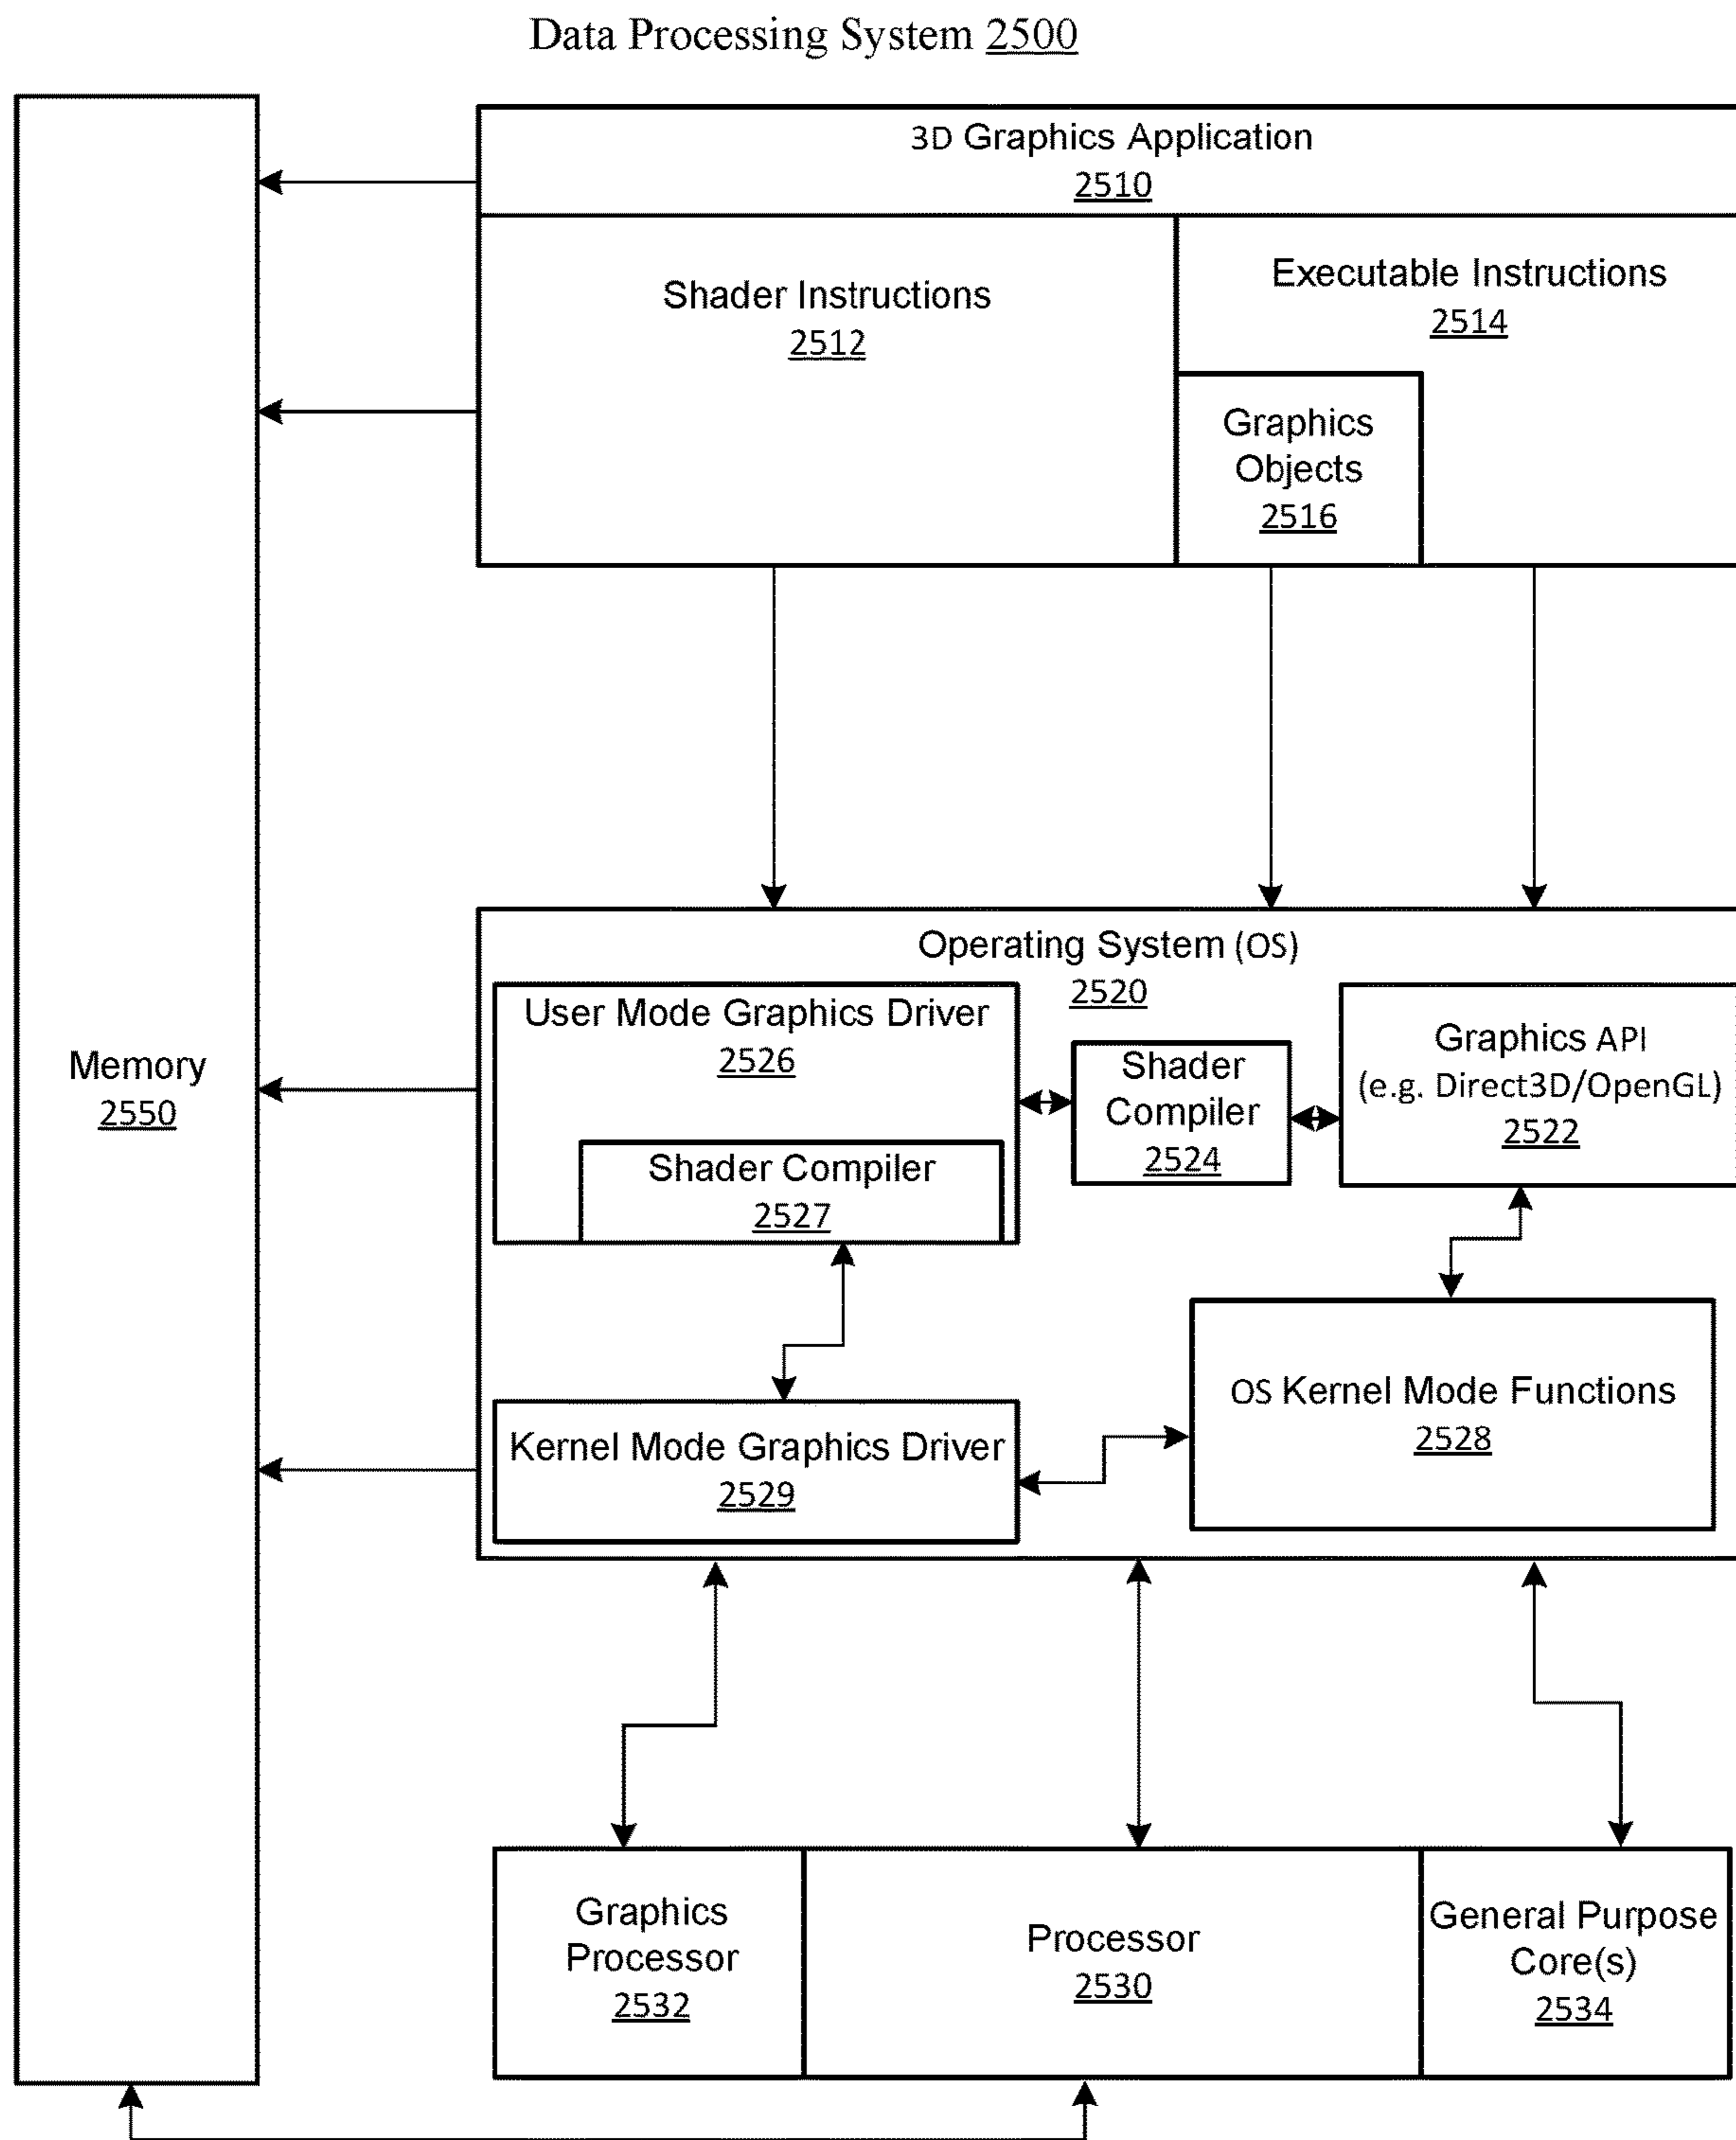 Data Processing System 2500
3D Graphics Application
2510
Shader Instructions
2512
Executable Instructions
2514
Graphics
Objects
2516
Operating System (OS)
2520
User Mode Graphics Driver
2526
Shader Compiler
2527
Shader
Compiler
2524
Graphics API
(e.g. Direct3D/OpenGL)
2522
Memory
2550
OS Kernel Mode Functions
2528
Kernel Mode Graphics Driver
2529
Graphics
Processor
2532
Processor
2530
General Purpose
Core(s)
2534